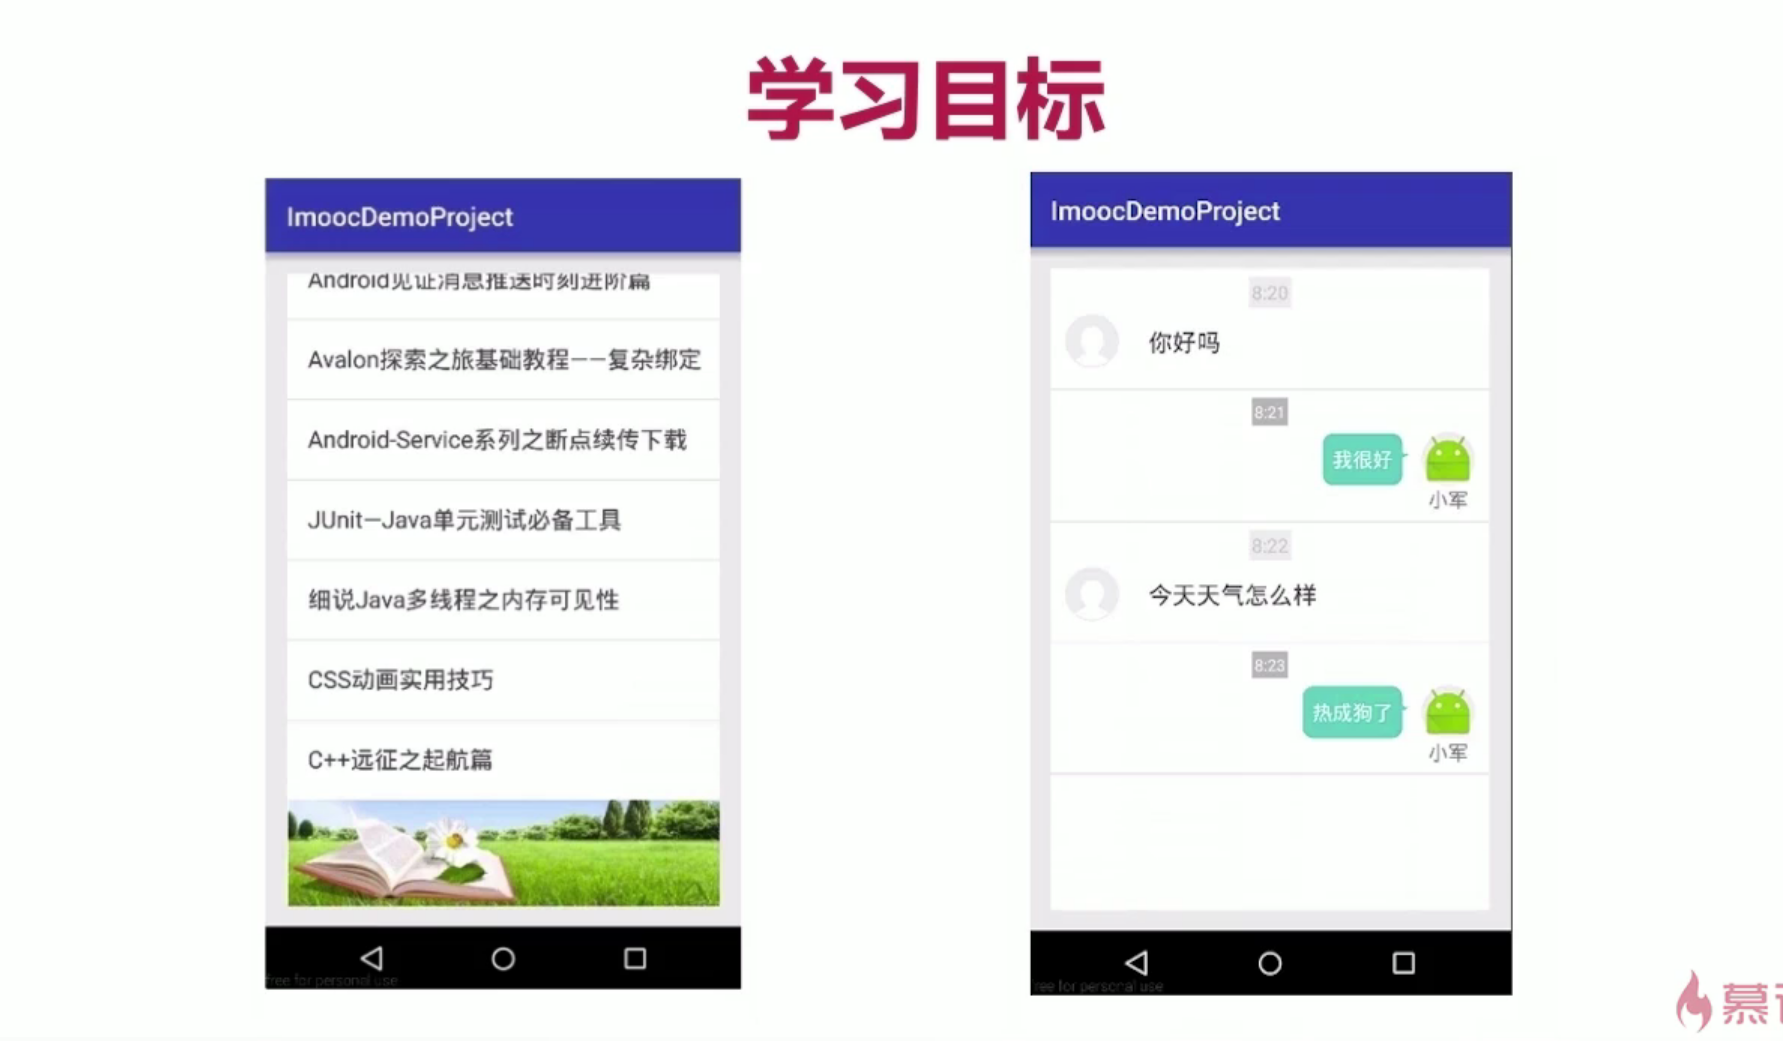 学习目标
ImoocDemoProject
Android见证消息推送时刻进阶篇
Avalon探索之旅基础教程——复杂绑定
Android-Service系列之断点续传下载
JUnit—Java单元测试必备工具
细说Java多线程之内存可见性
CSS动画实用技巧
C++远征之起航篇
free for personal use
ImoocDemoProject
8:20
你好吗
8:21
我很好
小军
8:22
今天天气怎么样
8:23
热成狗了
小军
ree for personal use
慕